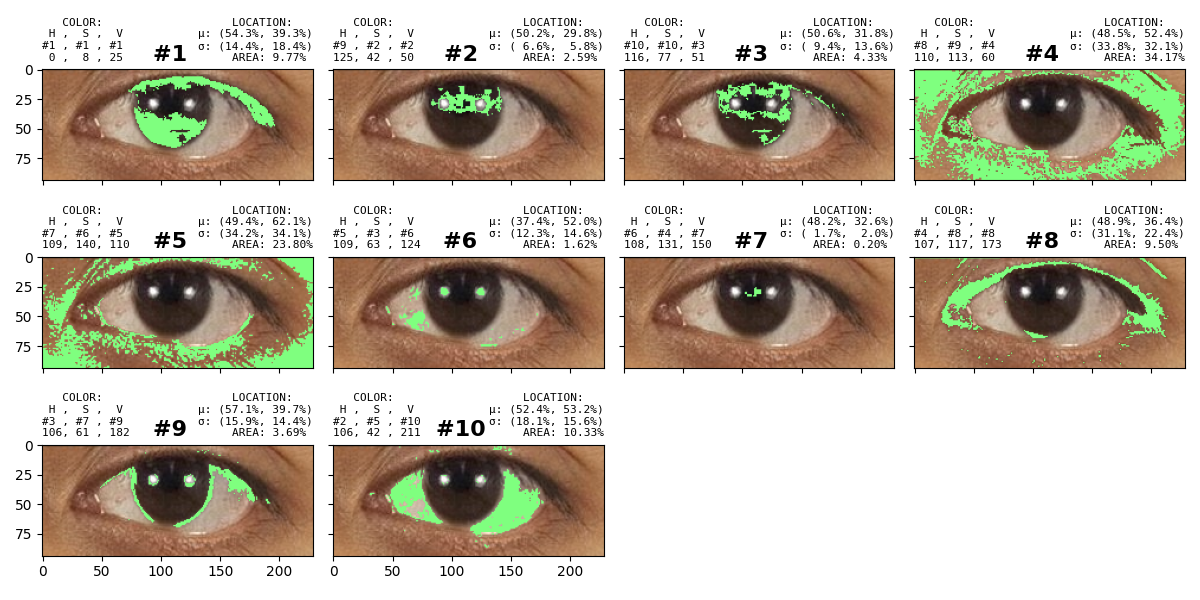 COLOR: LOCATION:
H , S , V μ: (54.3%, 39.3%)
#1 , #1 , #1 #1 σ: (14.4%, 18.4%)
0 , 8 , 25 AREA: 9.77%
COLOR: LOCATION:
H , S , V μ: (50.2%, 29.8%)
#9 , #2 , #2 #2 σ: ( 6.6%, 5.8%)
125, 42 , 50 AREA: 2.59%
COLOR: LOCATION:
H , S , V μ: (50.6%, 31.8%)
#10, #10, #3 #3 σ: ( 9.4%, 13.6%)
116, 77 , 51 AREA: 4.33%
COLOR: LOCATION:
H , S , V μ: (48.5%, 52.4%)
#8 , #9 , #4 #4 σ: (33.8%, 32.1%)
110, 113, 60 AREA: 34.17%
0
25
50
75
COLOR: LOCATION:
H , S , V μ: (49.4%, 62.1%)
#7 , #6 , #5 #5 σ: (34.2%, 34.1%)
109, 140, 110 AREA: 23.80%
COLOR: LOCATION:
H , S , V μ: (37.4%, 52.0%)
#5 , #3 , #6 #6 σ: (12.3%, 14.6%)
109, 63 , 124 AREA: 1.62%
COLOR: LOCATION:
H , S , V μ: (48.2%, 32.6%)
#6 , #4 , #7 #7 σ: ( 1.7%, 2.0%)
108, 131, 150 AREA: 0.20%
COLOR: LOCATION:
H , S , V μ: (48.9%, 36.4%)
#4 , #8 , #8 #8 σ: (31.1%, 22.4%)
107, 117, 173 AREA: 9.50%
0
25
50
75
COLOR: LOCATION:
H , S , V μ: (57.1%, 39.7%)
#3 , #7 , #9 #9 σ: (15.9%, 14.4%)
106, 61 , 182 AREA: 3.69%
COLOR: LOCATION:
H , S , V μ: (52.4%, 53.2%)
#2 , #5 , #10 #10 σ: (18.1%, 15.6%)
106, 42 , 211 AREA: 10.33%
0
25
50
75
0 50 100 150 200
0 50 100 150 200